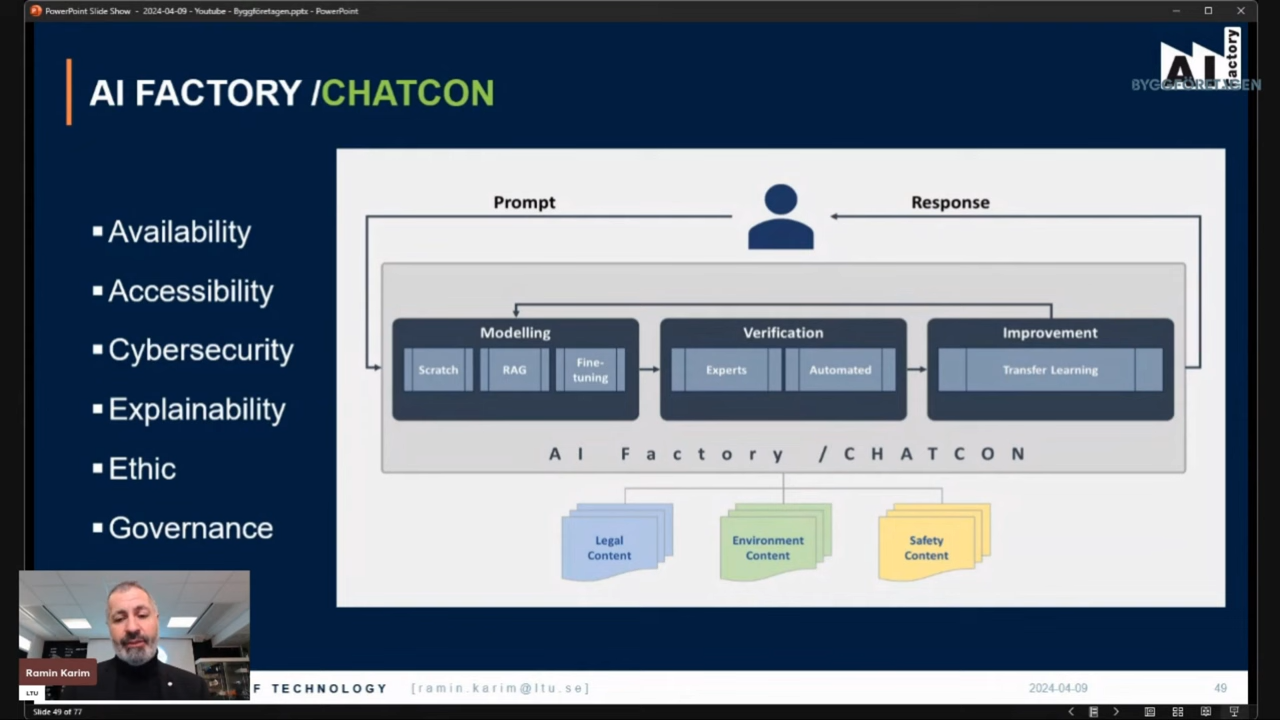 PowerPoint Slide Show - 2024-04-09 - Youtube - Byggföretagen.pptx - PowerPoint
AI Factory
BYGGFÖRETAGEN
AI FACTORY /CHATCON
Availability
Accessibility
Cybersecurity
Explainability
Ethic
Governance
Prompt
Response
Modelling
Scratch
RAG
Fine-
tuning
Verification
Experts
Automated
Improvement
Transfer Learning
AI Factory /CHATCON
Legal
Content
Environment
Content
Safety
Content
Ramin Karim
LTU
F TECHNOLOGY [ramin.karim@ltu.se] 2024-04-09 49
Slide 49 of 77